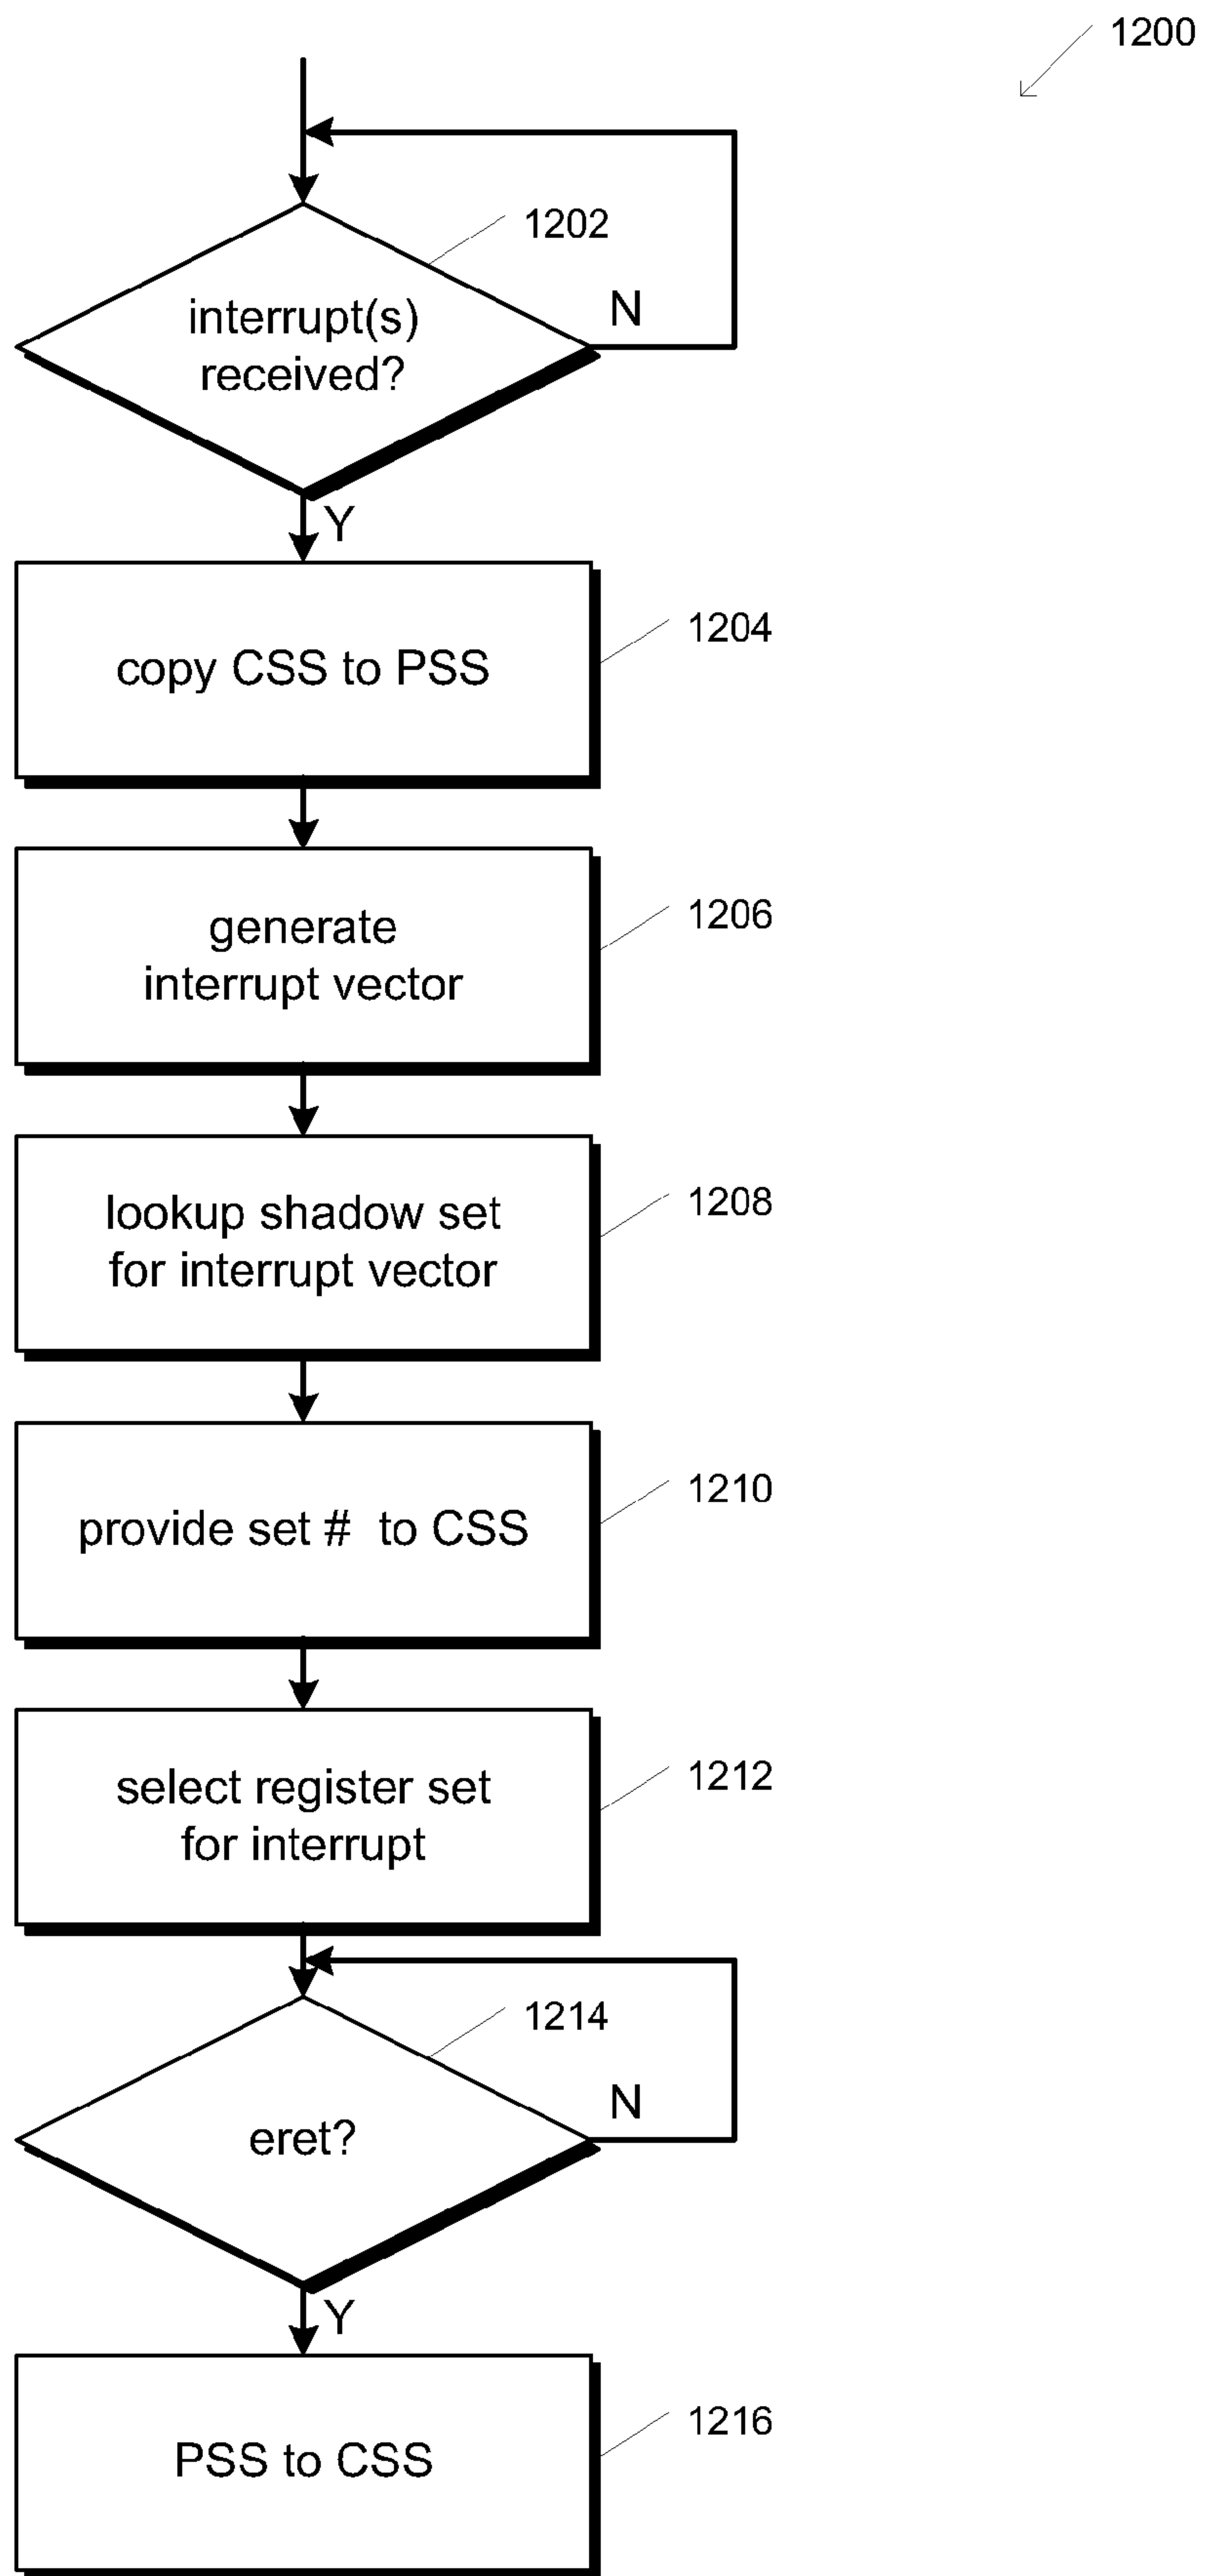 1200
1202
interrupt(s)
received?
N
Y
copy CSS to PSS
1204
generate
interrupt vector
1206
lookup shadow set
for interrupt vector
1208
provide set # to CSS
1210
select register set
for interrupt
1212
1214
eret?
N
Y
PSS to CSS
1216